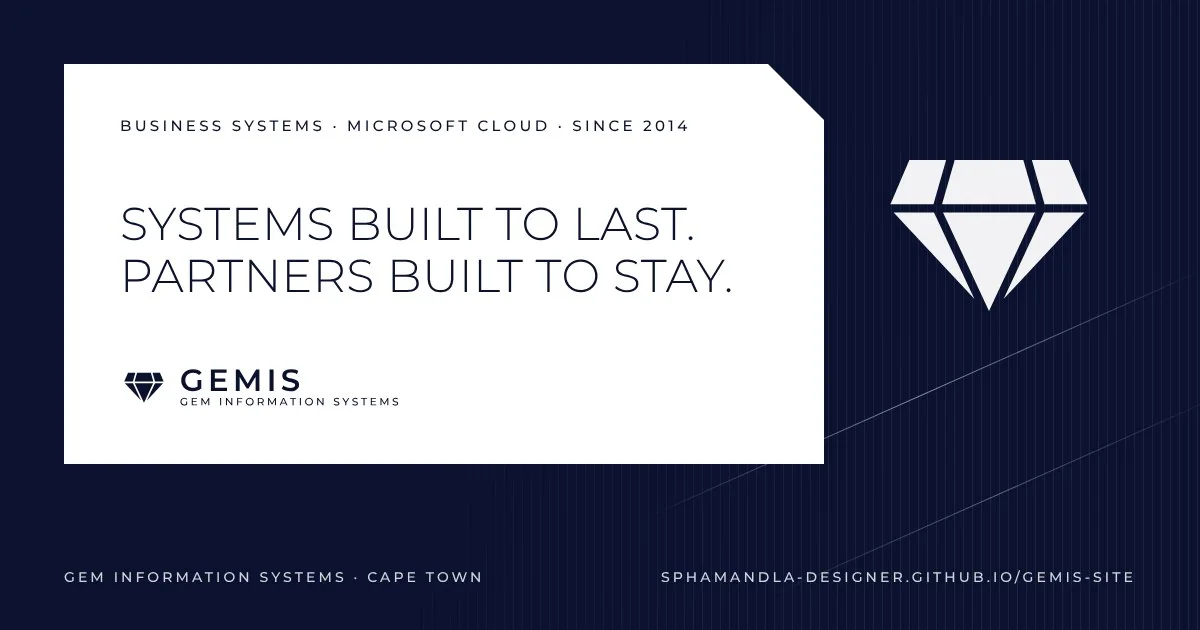 BUSINESS SYSTEMS · MICROSOFT CLOUD · SINCE 2014
SYSTEMS BUILT TO LAST.
PARTNERS BUILT TO STAY.
GEMIS
GEM INFORMATION SYSTEMS
GEM INFORMATION SYSTEMS · CAPE TOWN
SPHAMANDLA-DESIGNER.GITHUB.IO/GEMIS-SITE